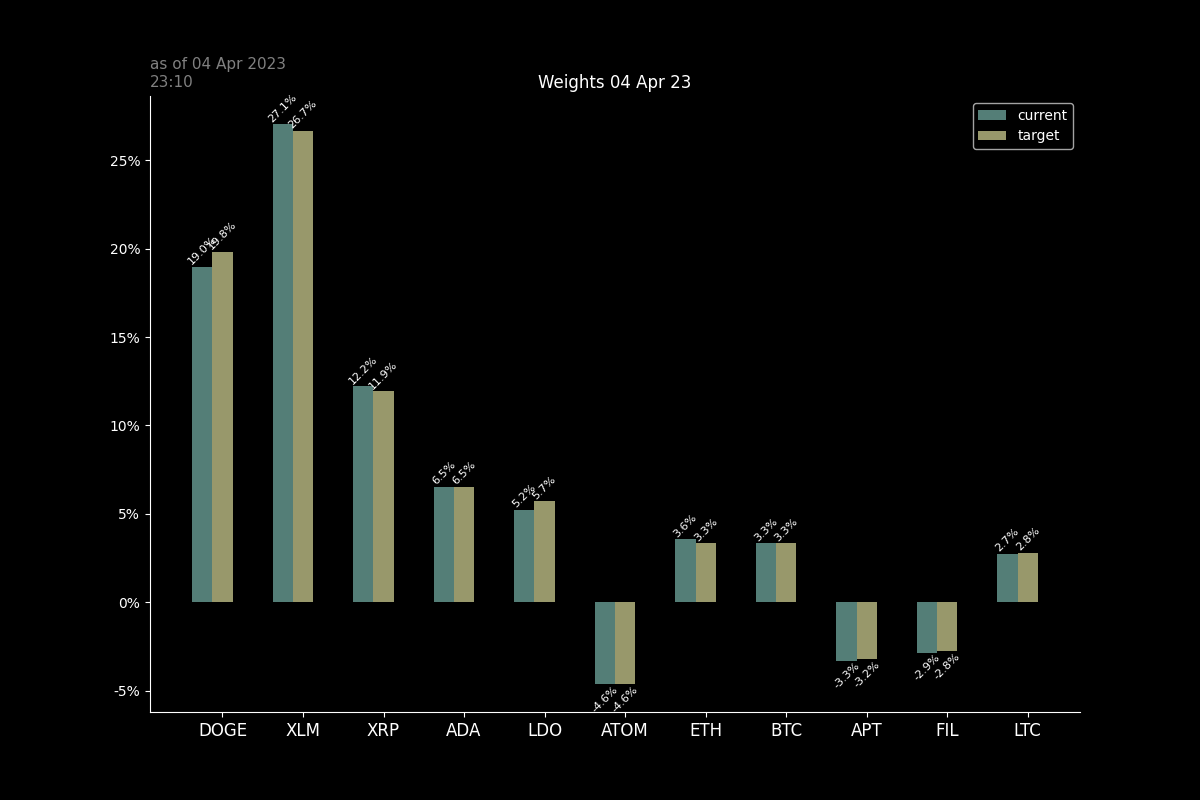 as of 04 Apr 2023
23:10
Weights 04 Apr 23
current
target
27.1% 26.7%
25%
19.0% 19.8%
20%
15%
12.2% 11.9%
10%
6.5% 6.5%
5.2% 5.7%
5%
3.6% 3.3% 3.3% 3.3% 2.7% 2.8%
0%
-4.6% -4.6% -3.3% -3.2% -2.9% -2.8%
-5%
DOGE XLM XRP ADA LDO ATOM ETH BTC APT FIL LTC